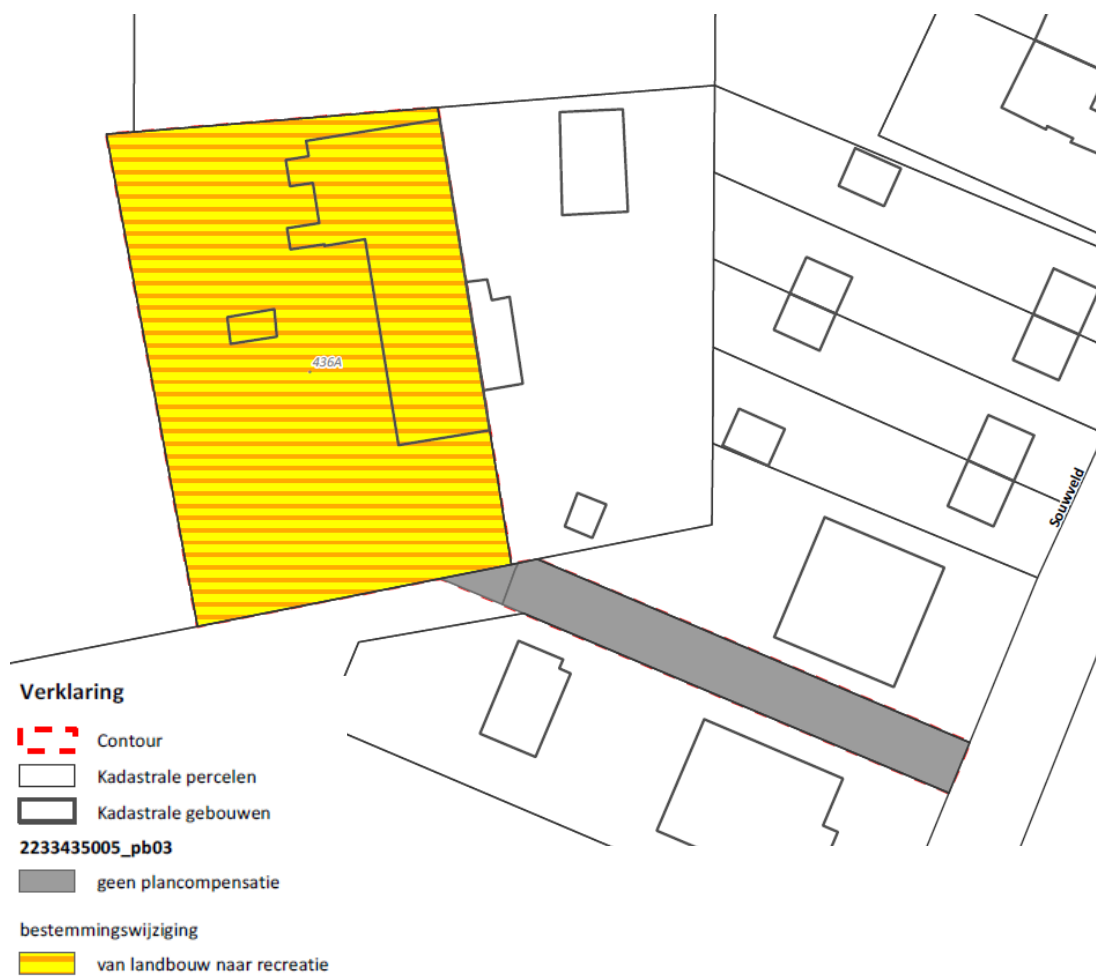 436A
Souwveld
Verklaring
Contour
Kadastrale percelen
Kadastrale gebouwen
2233435005_pb03
geen plancompensatie
bestemmingswijziging
van landbouw naar recreatie